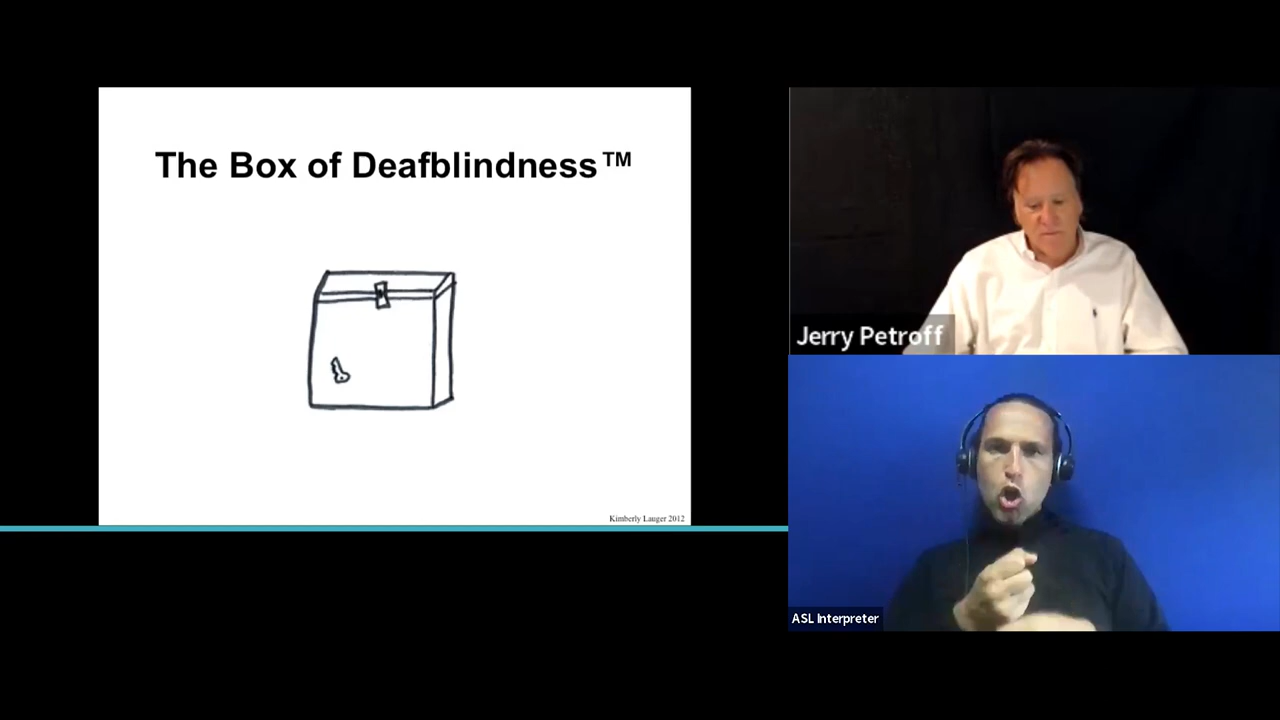 The Box of Deafblindness™
Kimberly Lauger 2012
Jerry Petroff
ASL Interpreter